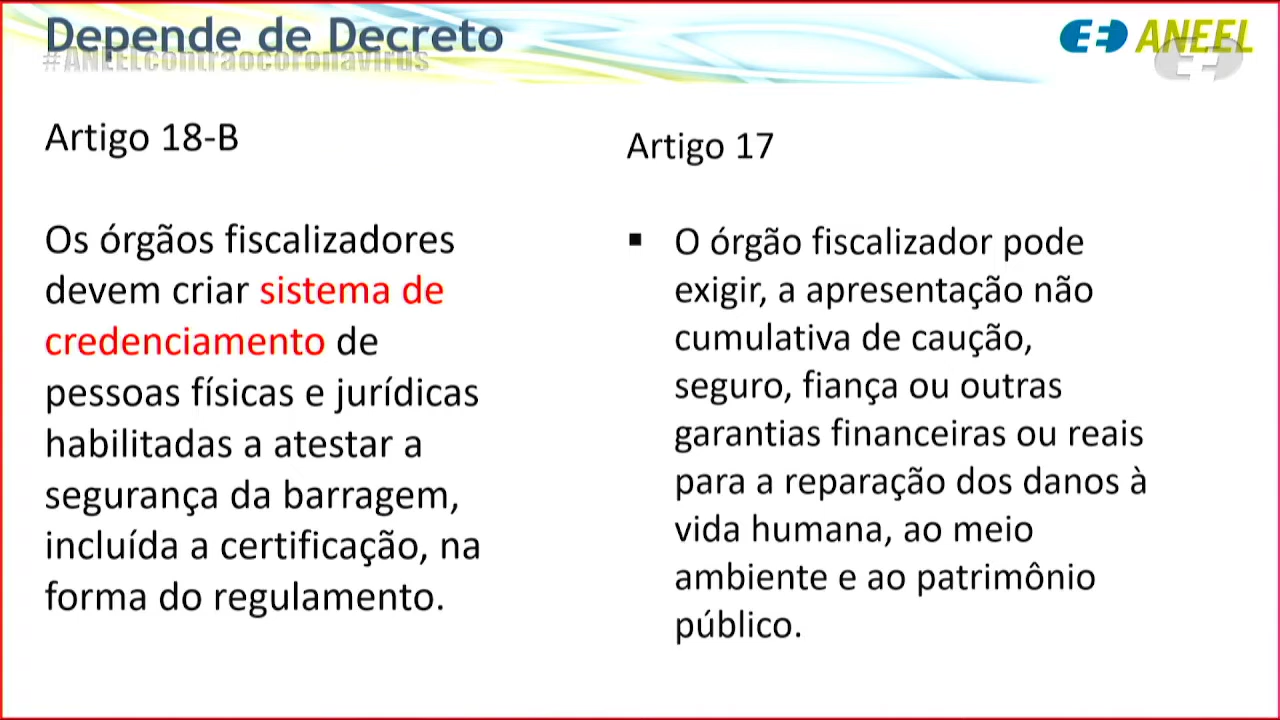 Depende de Decreto
#ANEELcontraocoronavirus
ANEEL
Artigo 18-B
Os órgãos fiscalizadores
devem criar sistema de
credenciamento de
pessoas físicas e jurídicas
habilitadas a atestar a
segurança da barragem,
incluída a certificação, na
forma do regulamento.
Artigo 17
▪ O órgão fiscalizador pode
exigir, a apresentação não
cumulativa de caução,
seguro, fiança ou outras
garantias financeiras ou reais
para a reparação dos danos à
vida humana, ao meio
ambiente e ao patrimônio
público.